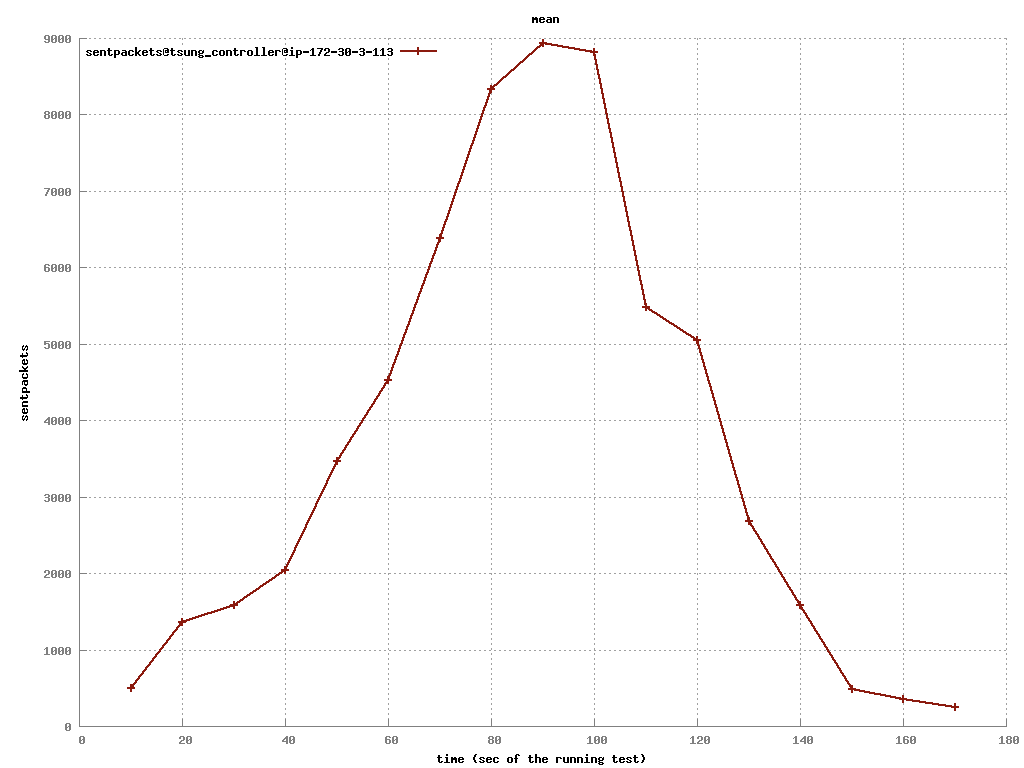 mean
sentpackets@tsung_controller@ip-172-30-3-113
9000
8000
7000
6000
5000
4000
3000
2000
1000
0
sentpackets
0 20 40 60 80 100 120 140 160 180
time (sec of the running test)